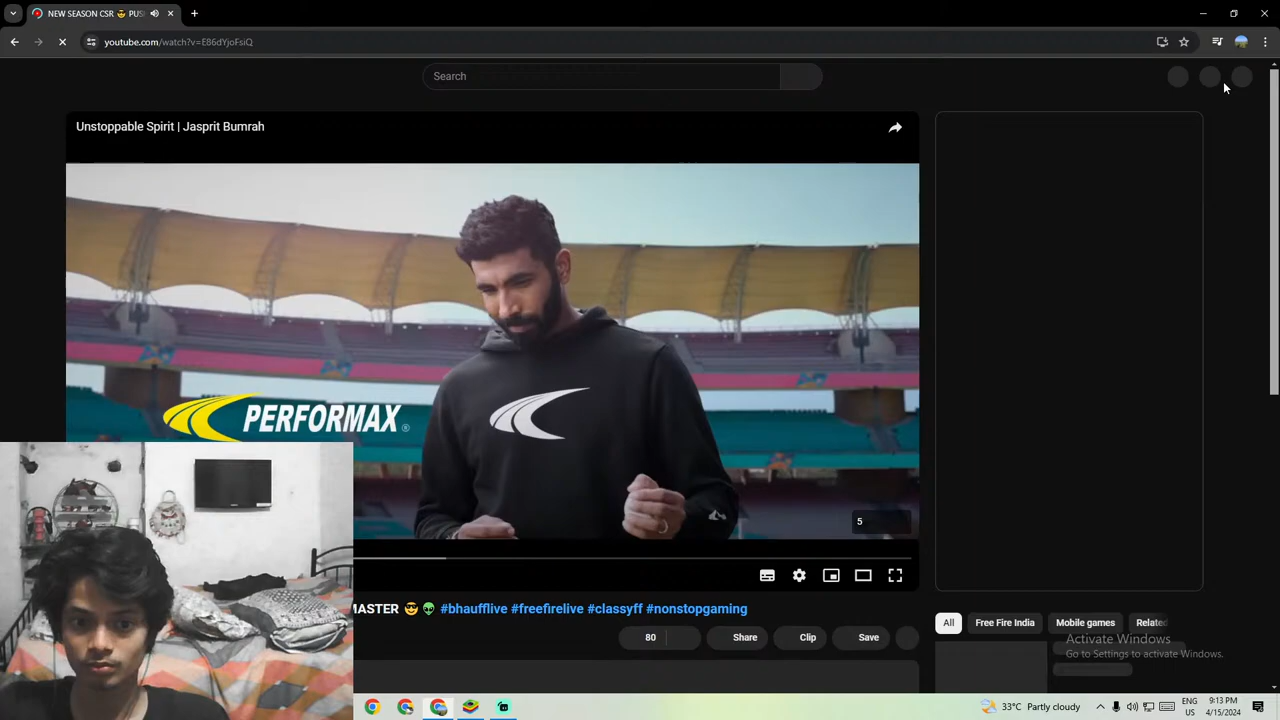 NEW SEASON CSR 😎 PUS
youtube.com/watch?v=E86dYjoFsiQ
Search
Unstoppable Spirit | Jasprit Bumrah
PERFORMAX
5
MASTER 😎 👽 #bhaufflive #freefirelive #classyff #nonstopgaming
80 Share Clip Save
All Free Fire India Mobile games Related
Activate Windows
Go to Settings to activate Windows.
33°C Partly cloudy
ENG
US
9:13 PM
4/15/2024